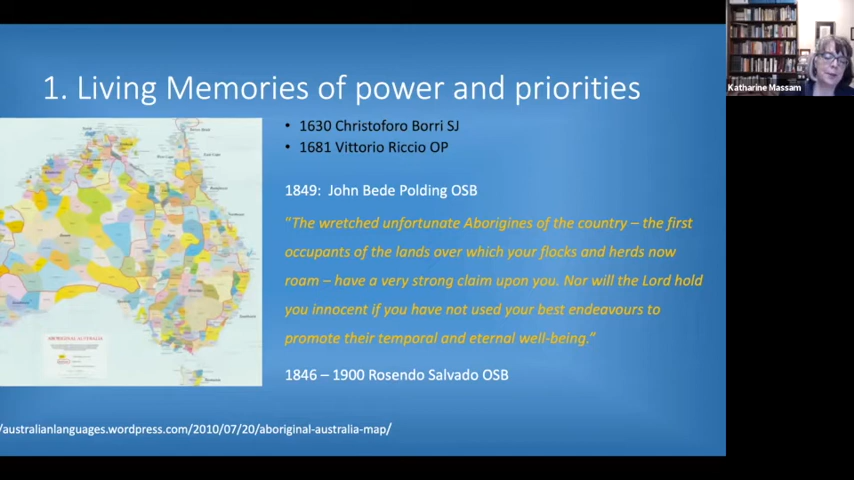 1. Living Memories of power and priorities
• 1630 Christoforo Borri SJ
• 1681 Vittorio Riccio OP
1849: John Bede Polding OSB
"The wretched unfortunate Aborigines of the country – the first
occupants of the lands over which your flocks and herds now
roam – have a very strong claim upon you. Nor will the Lord hold
you innocent if you have not used your best endeavours to
promote their temporal and eternal well-being."
1846 – 1900 Rosendo Salvado OSB
ABORIGINAL AUSTRALIA
/australianlanguages.wordpress.com/2010/07/20/aboriginal-australia-map/
Katharine Massam